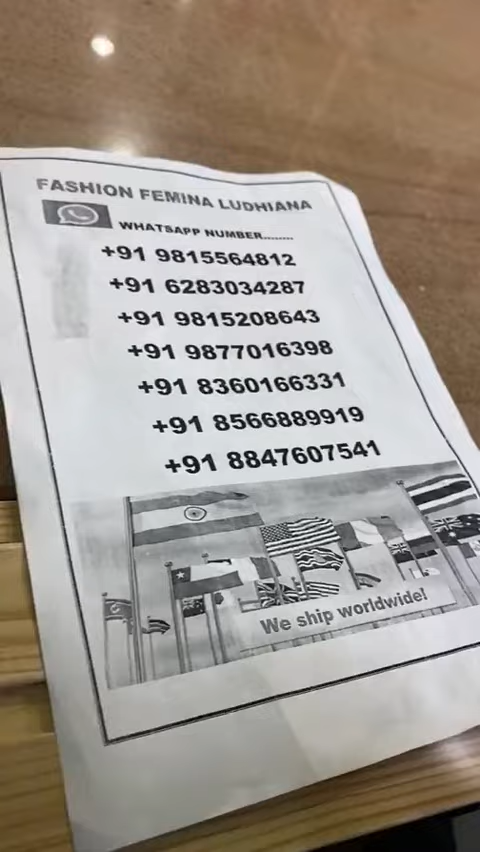 FASHION FEMINA LUDHIANA
WHATSAPP NUMBER........
+91 9815564812
+91 6283034287
+91 9815208643
+91 9877016398
+91 8360166331
+91 8566889919
+91 8847607541
We ship worldwide!